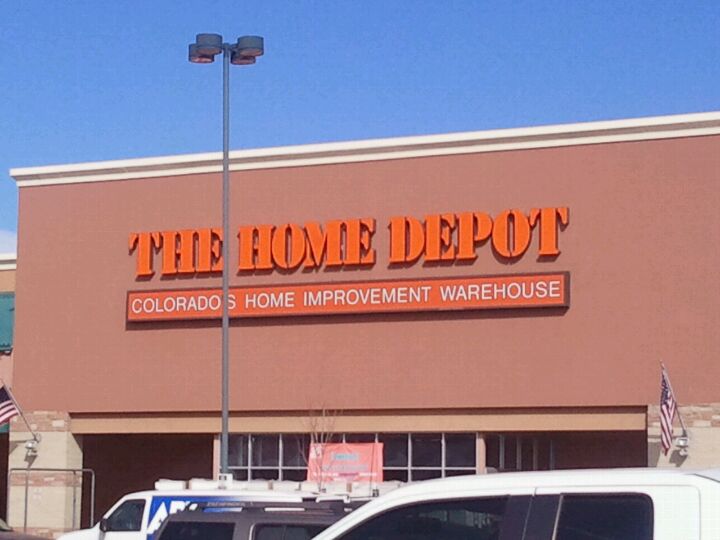 THE HOME DEPOT
COLORADO'S HOME IMPROVEMENT WAREHOUSE